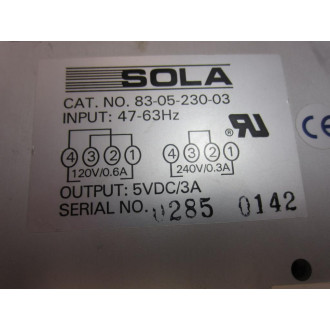 SOLA
CAT. NO. 83-05-230-03
INPUT: 47-63Hz
4 3 2 1 4 3 2 1
120V/0.6A 240V/0.3A
OUTPUT: 5VDC/3A
SERIAL NO. 0285 0142
CE